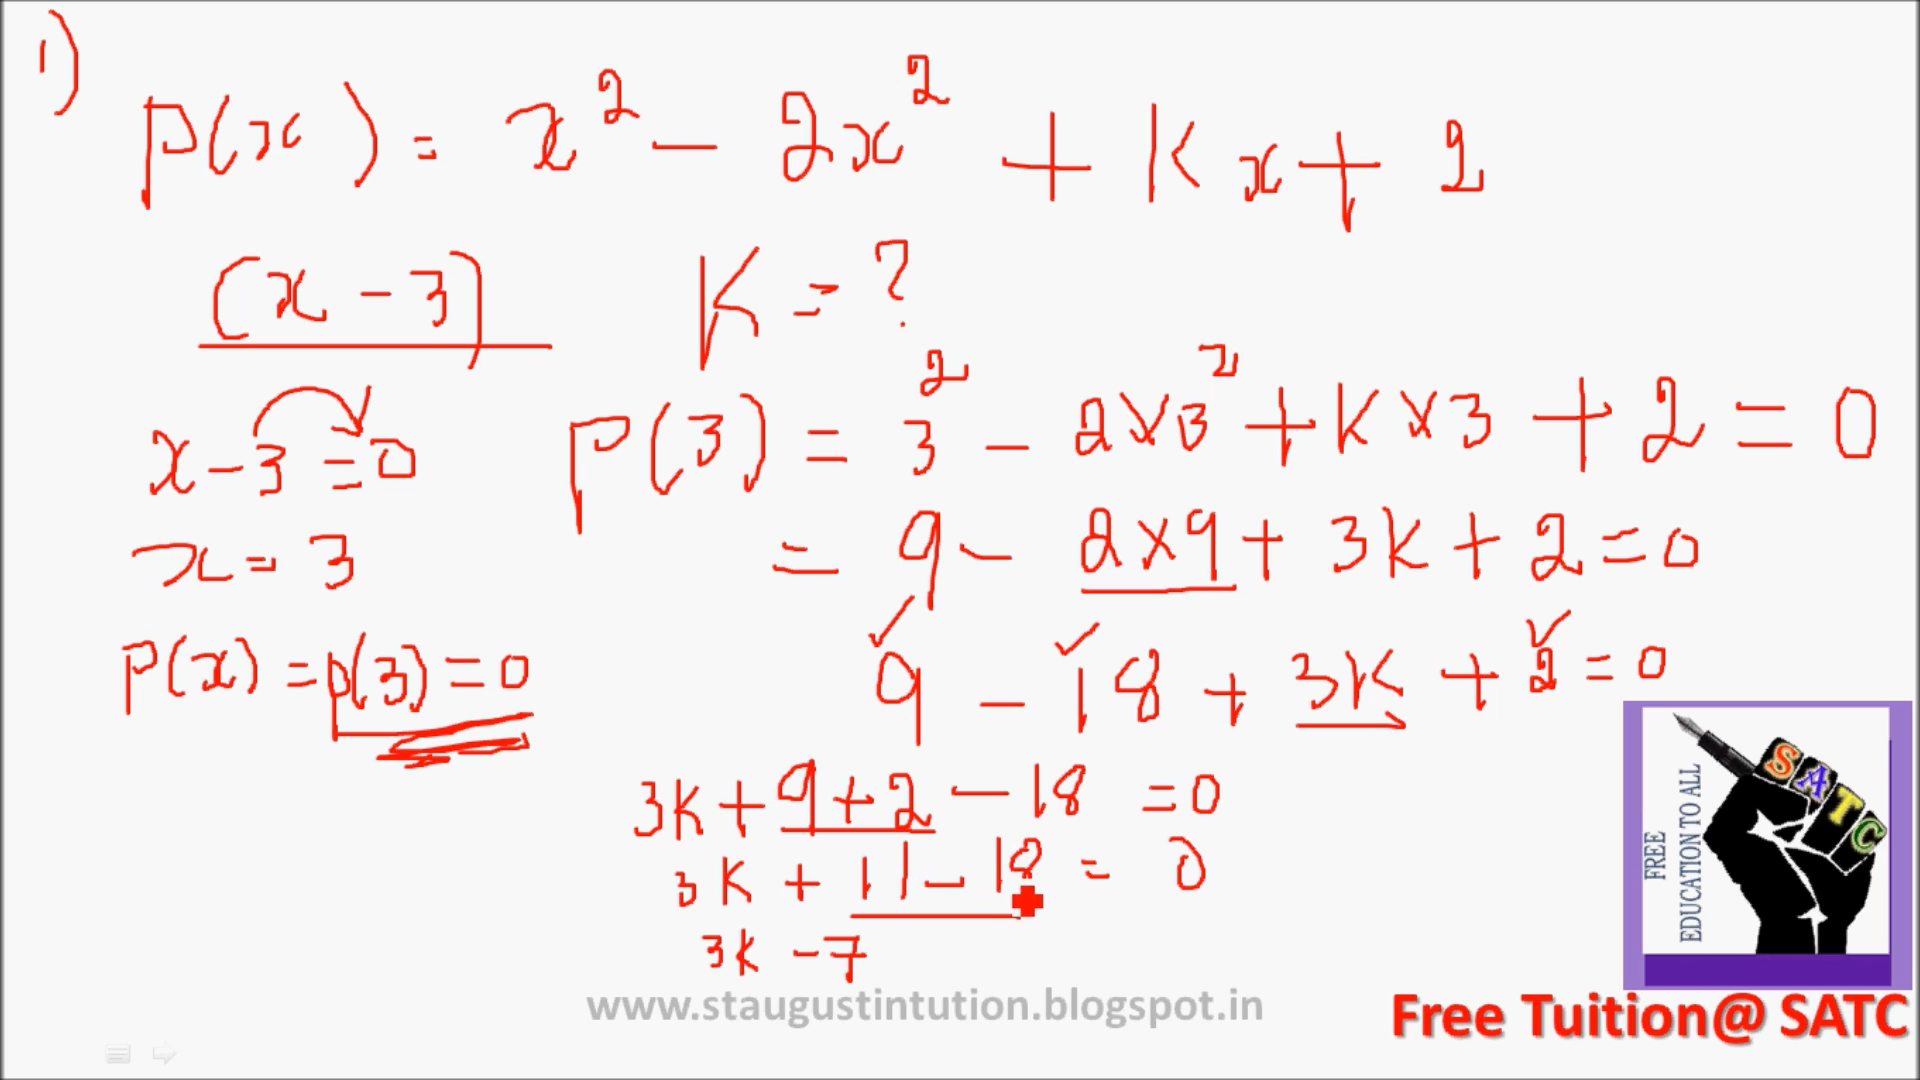 1)
P(x) = x² - 2x² + Kx + 2
(x - 3)
K = ?
x - 3 = 0
P(3) = 3² - 2×3² + K×3 + 2 = 0
x = 3
= 9 - 2×9 + 3K + 2 = 0
P(x) = P(3) = 0
9 - 18 + 3K + 2 = 0
3K + 9 + 2 - 18 = 0
3K + 11 - 18 = 0
3K - 7
FREE
EDUCATION TO ALL
SATC
www.staugustintution.blogspot.in
Free Tuition@ SATC